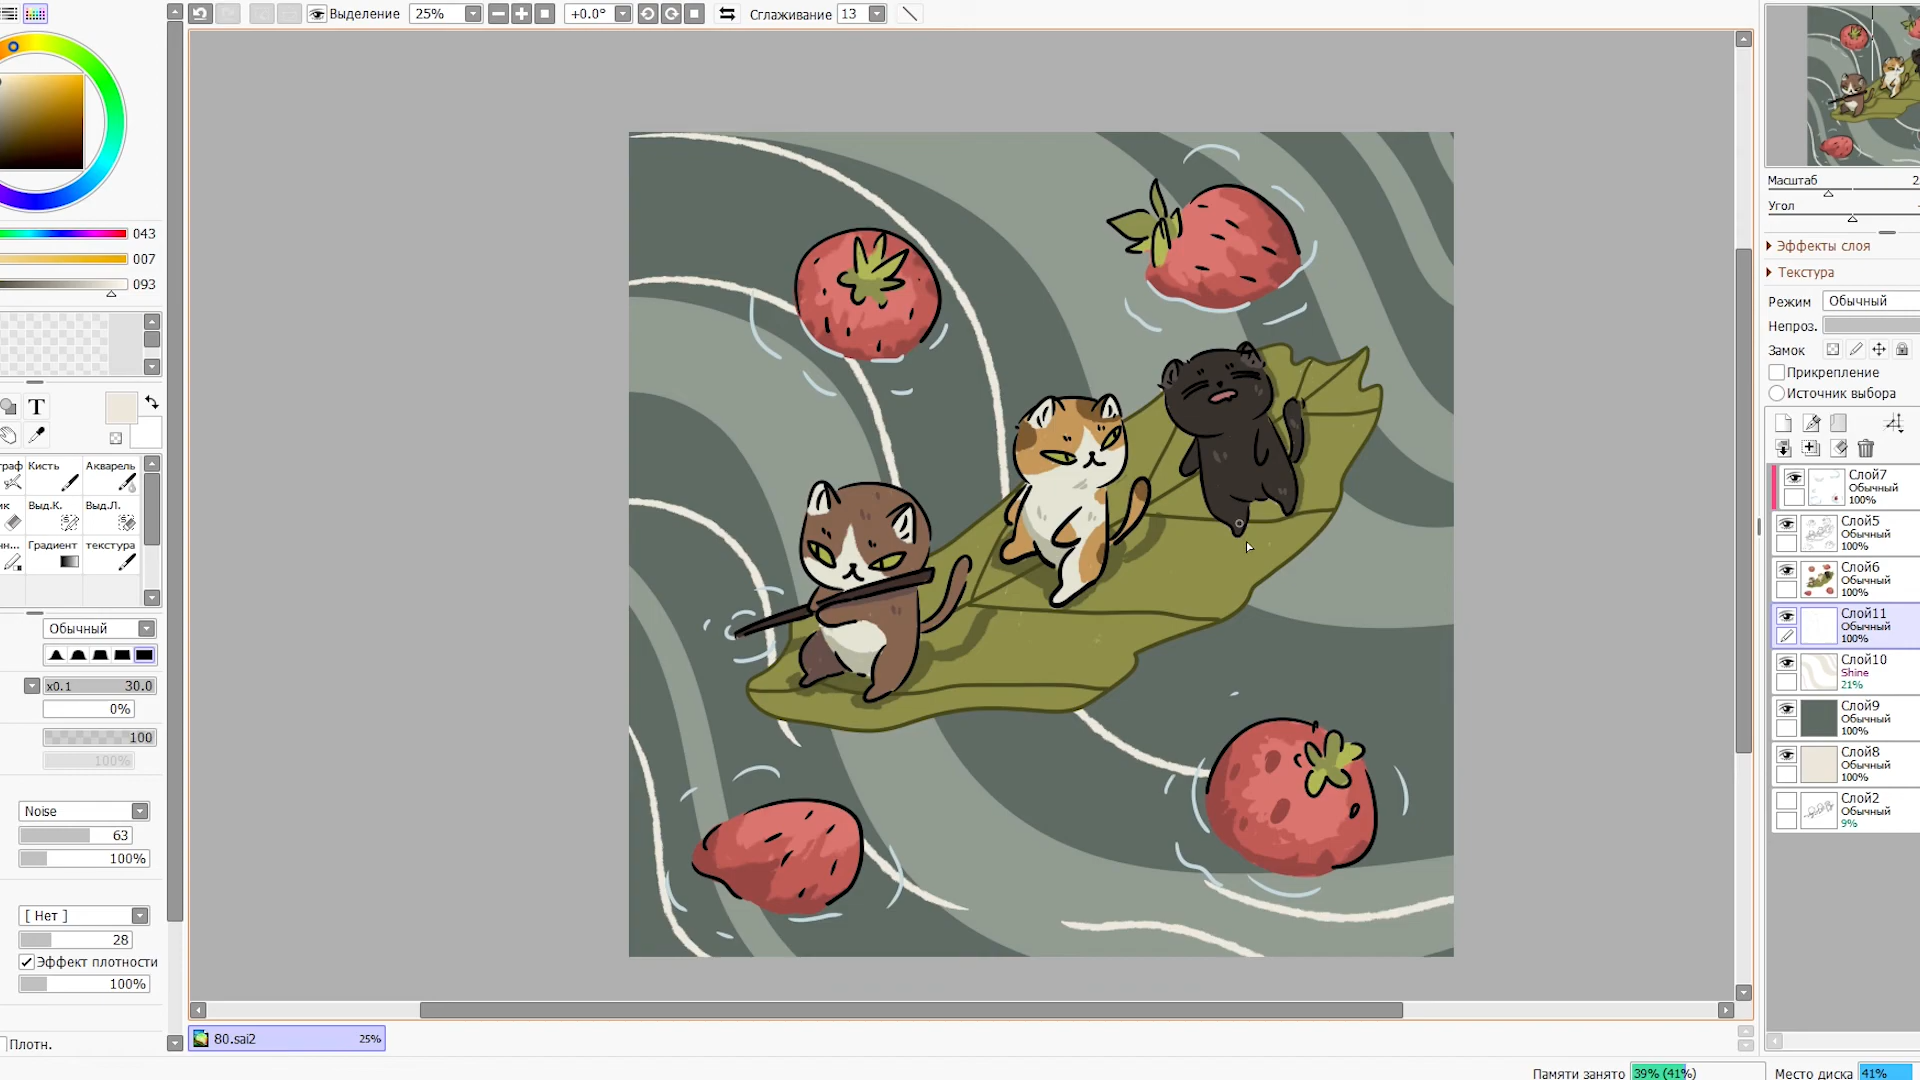 Выделение 25% +0.0° Сглаживание 13
043
007
093
T
Кисть Акварель
Выд.К. Выд.Л.
Градиент текстура
Обычный
x0.1 30.0
0%
100
100%
Noise
63
100%
[ Нет ]
28
Эффект плотности
100%
Плотн.
80.sai2 25%
Масштаб
Угол
Эффекты слоя
Текстура
Режим Обычный
Непроз.
Замок
Прикрепление
Источник выбора
Слой7
Обычный
100%
Слой5
Обычный
100%
Слой6
Обычный
100%
Слой11
Обычный
100%
Слой10
Shine
21%
Слой9
Обычный
100%
Слой8
Обычный
100%
Слой2
Обычный
9%
Памяти занято 39% (41%) Место диска 41%